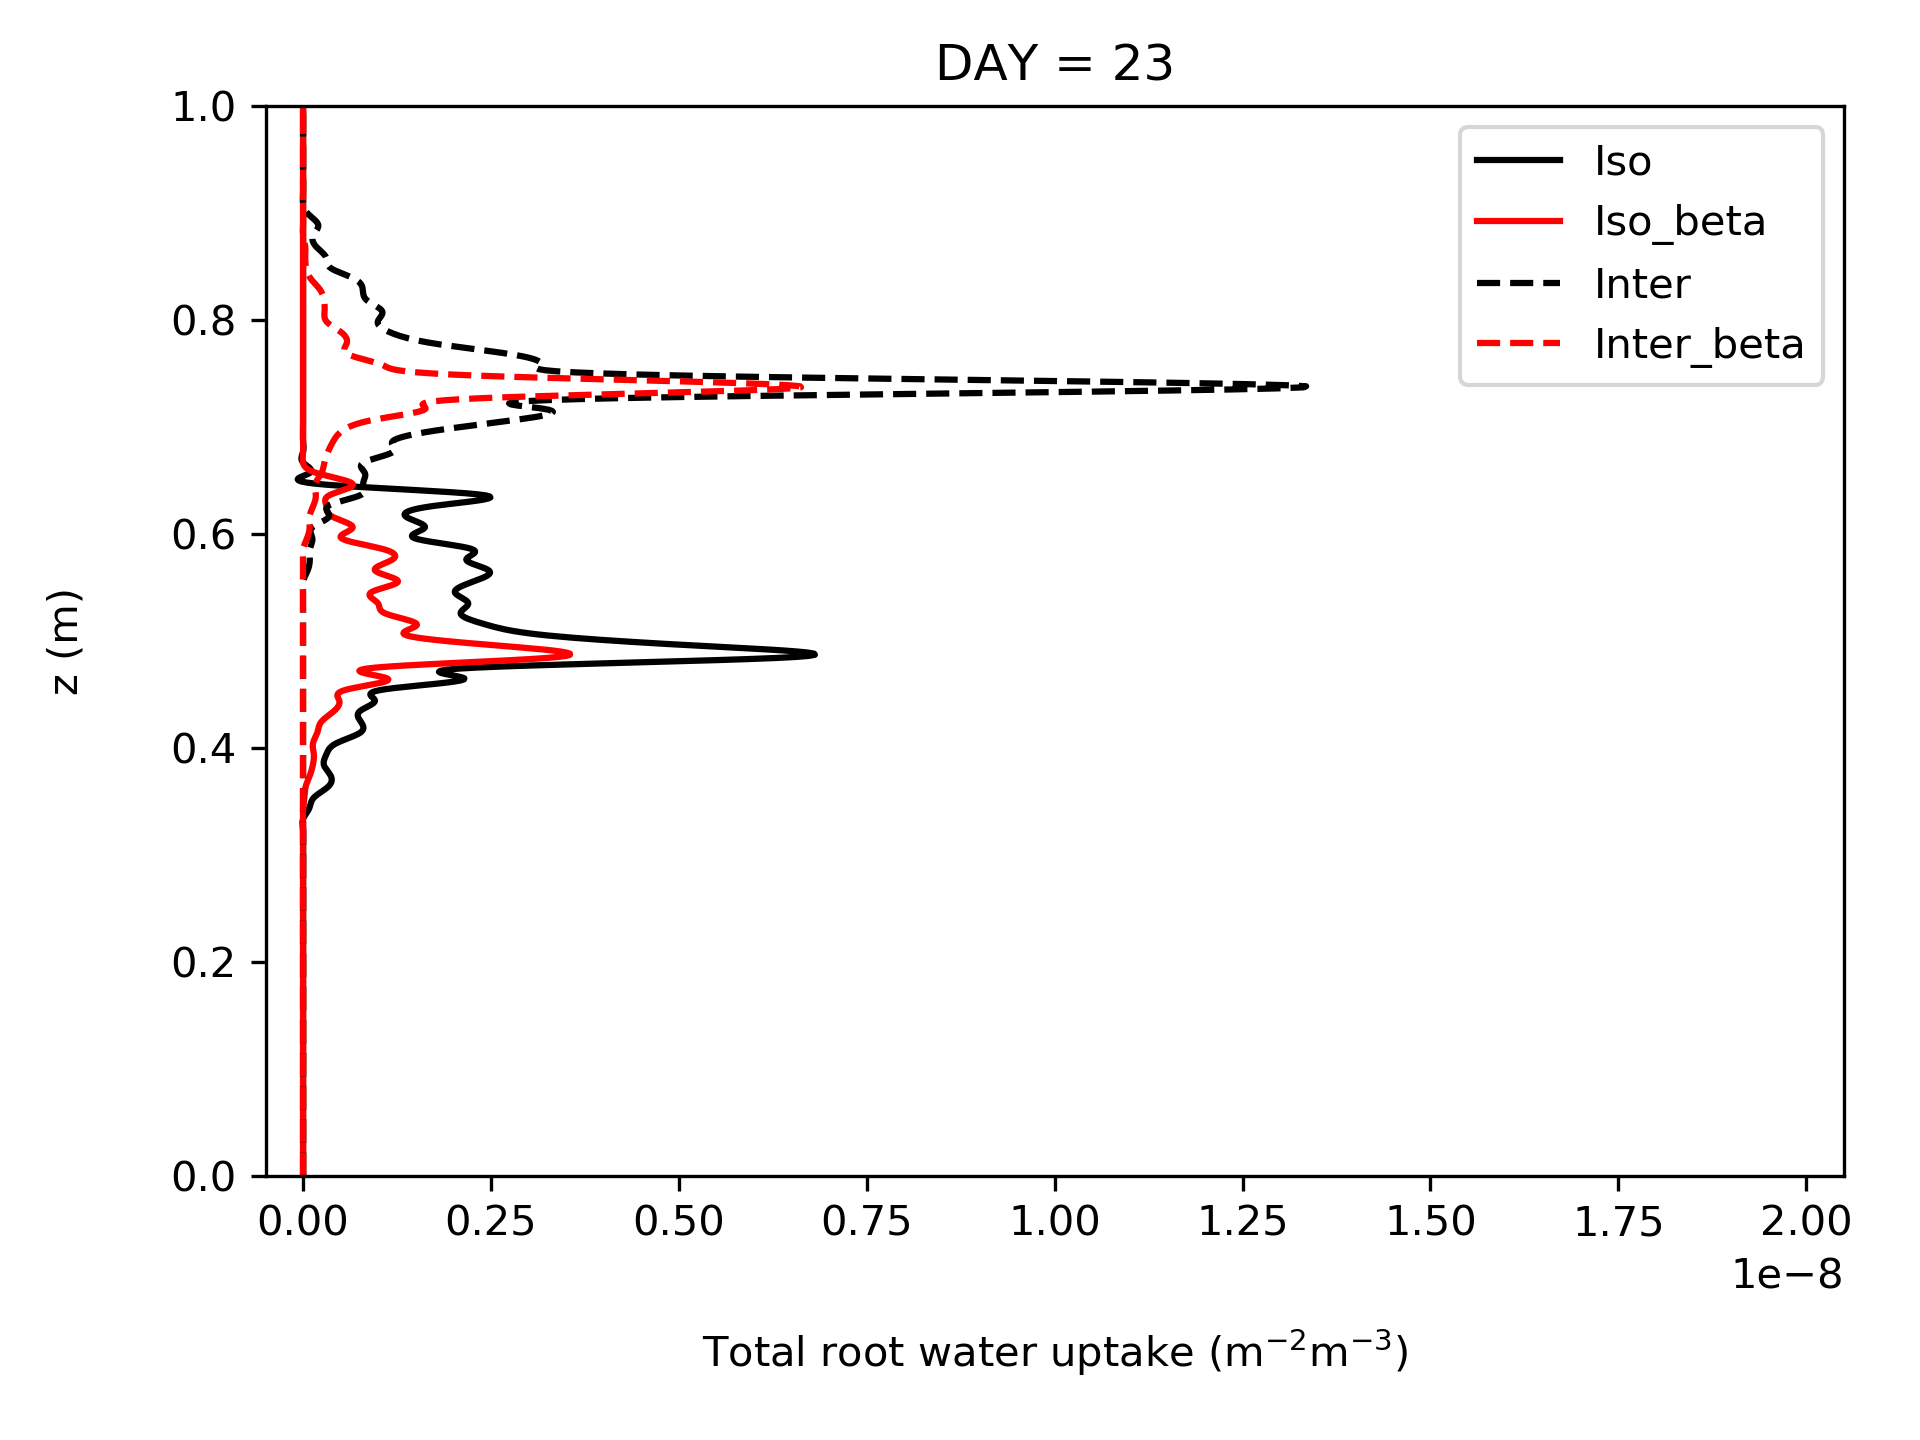 DAY = 23
1.0
0.8
0.6
0.4
0.2
0.0
z (m)
Iso
Iso_beta
Inter
Inter_beta
0.00 0.25 0.50 0.75 1.00 1.25 1.50 1.75 2.00
1e−8
Total root water uptake (m⁻²m⁻³)